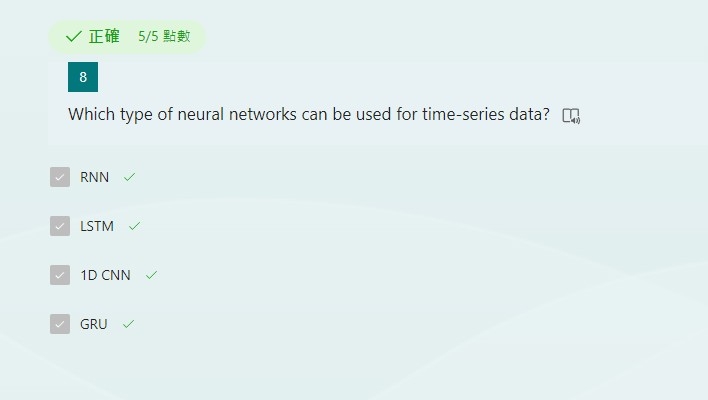 正確 5/5 點數
8
Which type of neural networks can be used for time-series data?
RNN
LSTM
1D CNN
GRU